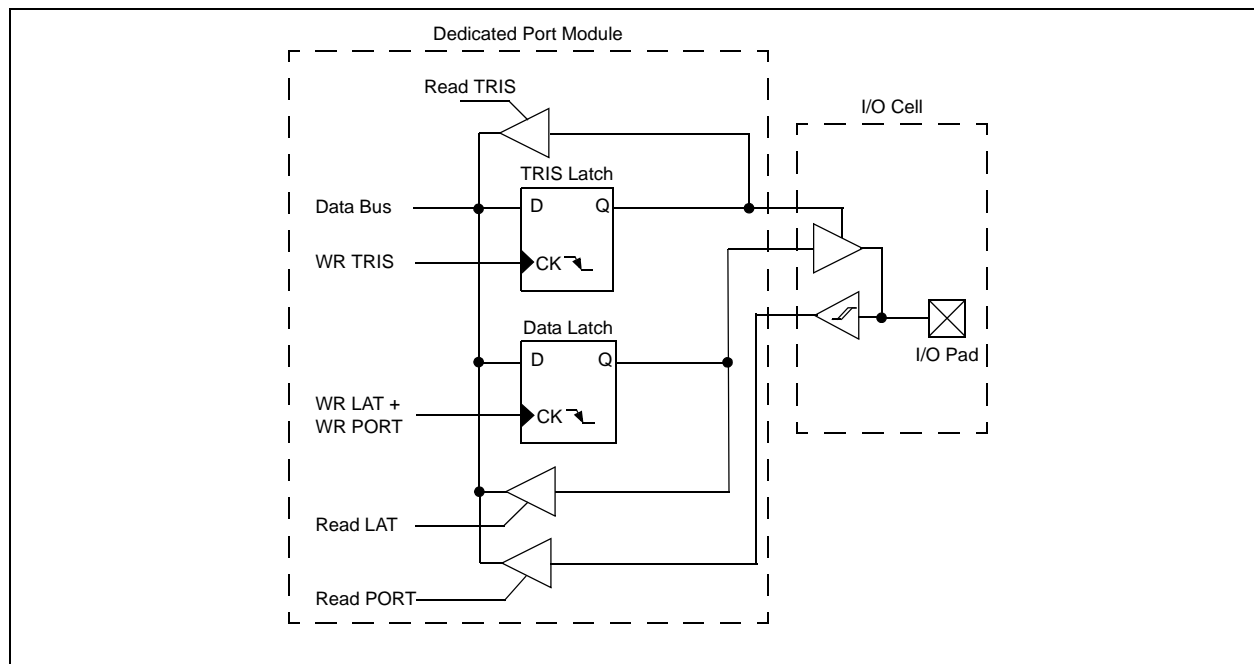 Dedicated Port Module
Read TRIS
I/O Cell
TRIS Latch
Data Bus
D
Q
WR TRIS
CK
Data Latch
D
Q
I/O Pad
WR LAT +
WR PORT
CK
Read LAT
Read PORT